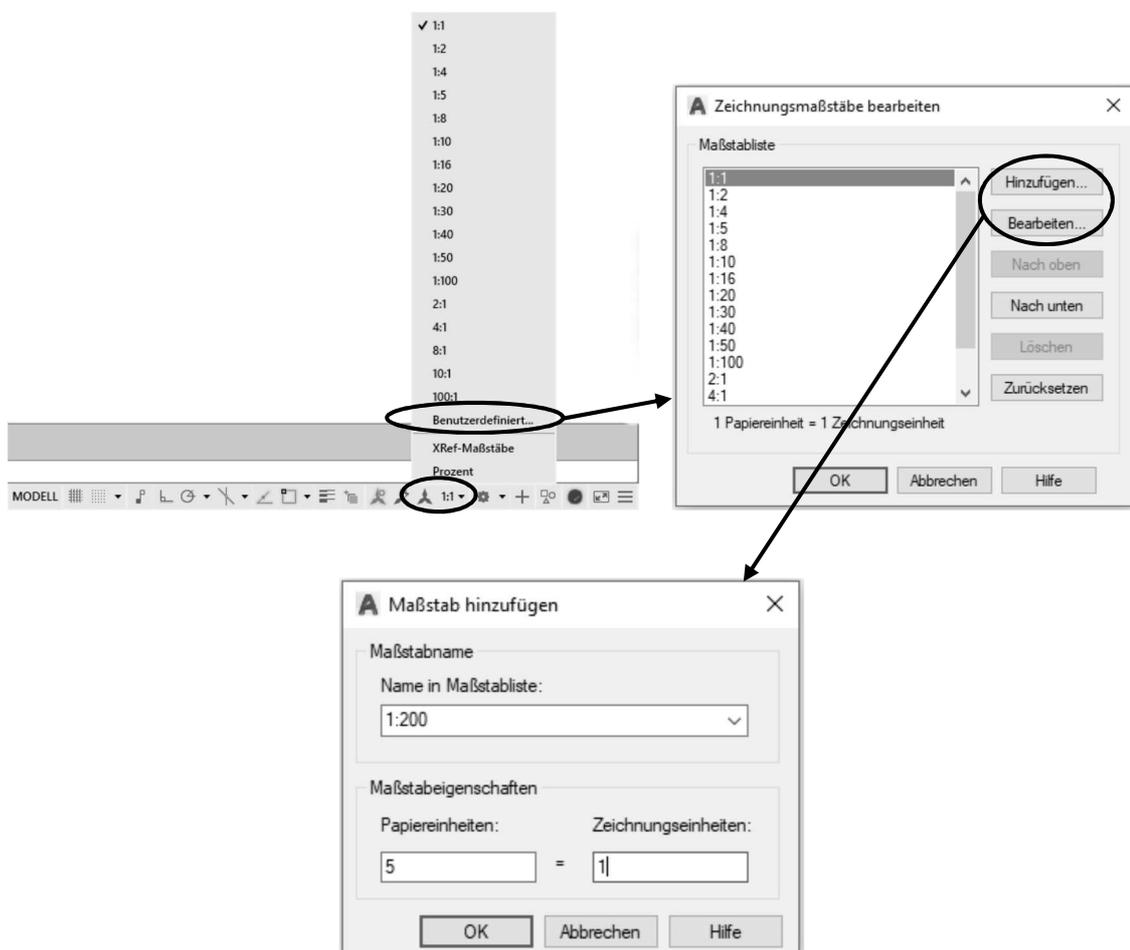 ✓ 1:1
1:2
1:4
1:5
1:8
1:10
1:16
1:20
1:30
1:40
1:50
1:100
2:1
4:1
8:1
10:1
100:1
Benutzerdefiniert...
XRef-Maßstäbe
Prozent
MODELL
1:1
Zeichnungsmaßstäbe bearbeiten
Maßstabliste
1:1
1:2
1:4
1:5
1:8
1:10
1:16
1:20
1:30
1:40
1:50
1:100
2:1
4:1
Hinzufügen...
Bearbeiten...
Nach oben
Nach unten
Löschen
Zurücksetzen
1 Papiereinheit = 1 Zeichnungseinheit
OK Abbrechen Hilfe
Maßstab hinzufügen
Maßstabname
Name in Maßstabliste:
1:200
Maßstabeigenschaften
Papiereinheiten: Zeichnungseinheiten:
5 = 1
OK Abbrechen Hilfe